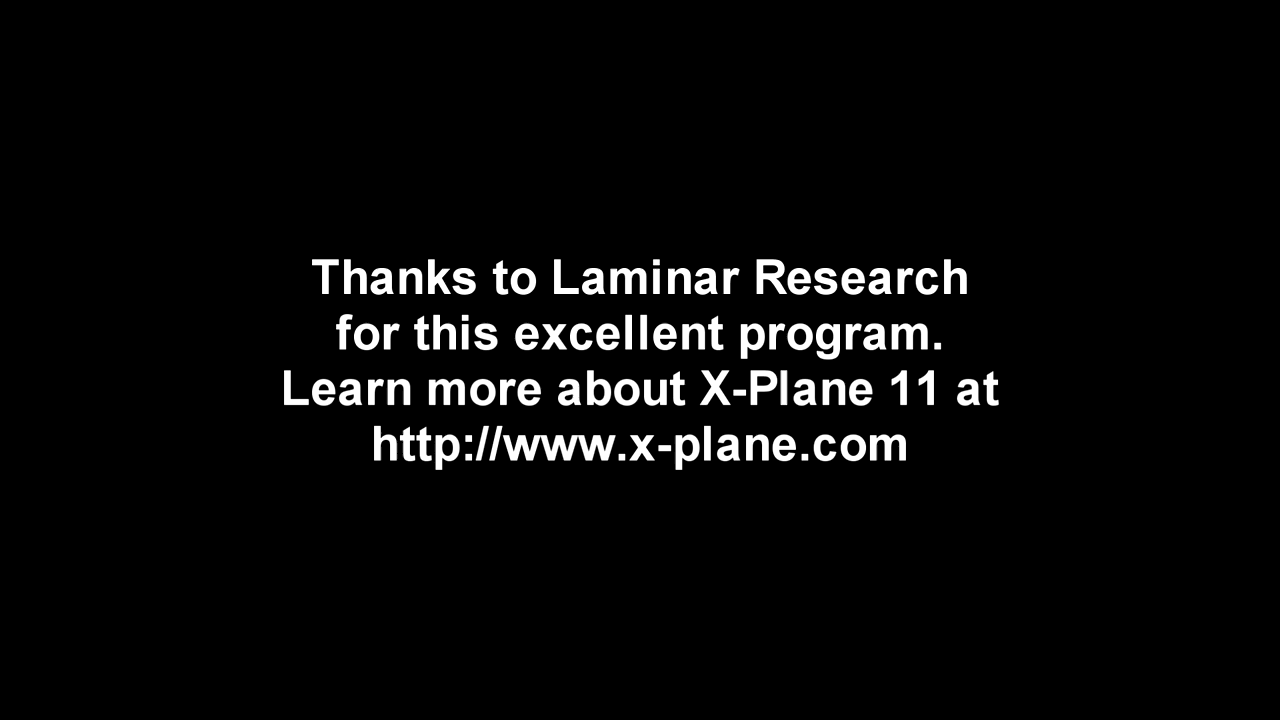 Thanks to Laminar Research
for this excellent program.
Learn more about X-Plane 11 at
http://www.x-plane.com